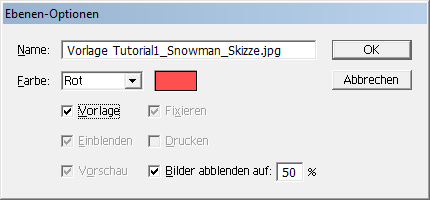 Ebenen-Optionen
Name: Vorlage Tutorial1_Snowman_Skizze.jpg OK
Farbe: Rot Abbrechen
Vorlage Fixieren
Einblenden Drucken
Vorschau Bilder abblenden auf: 50 %